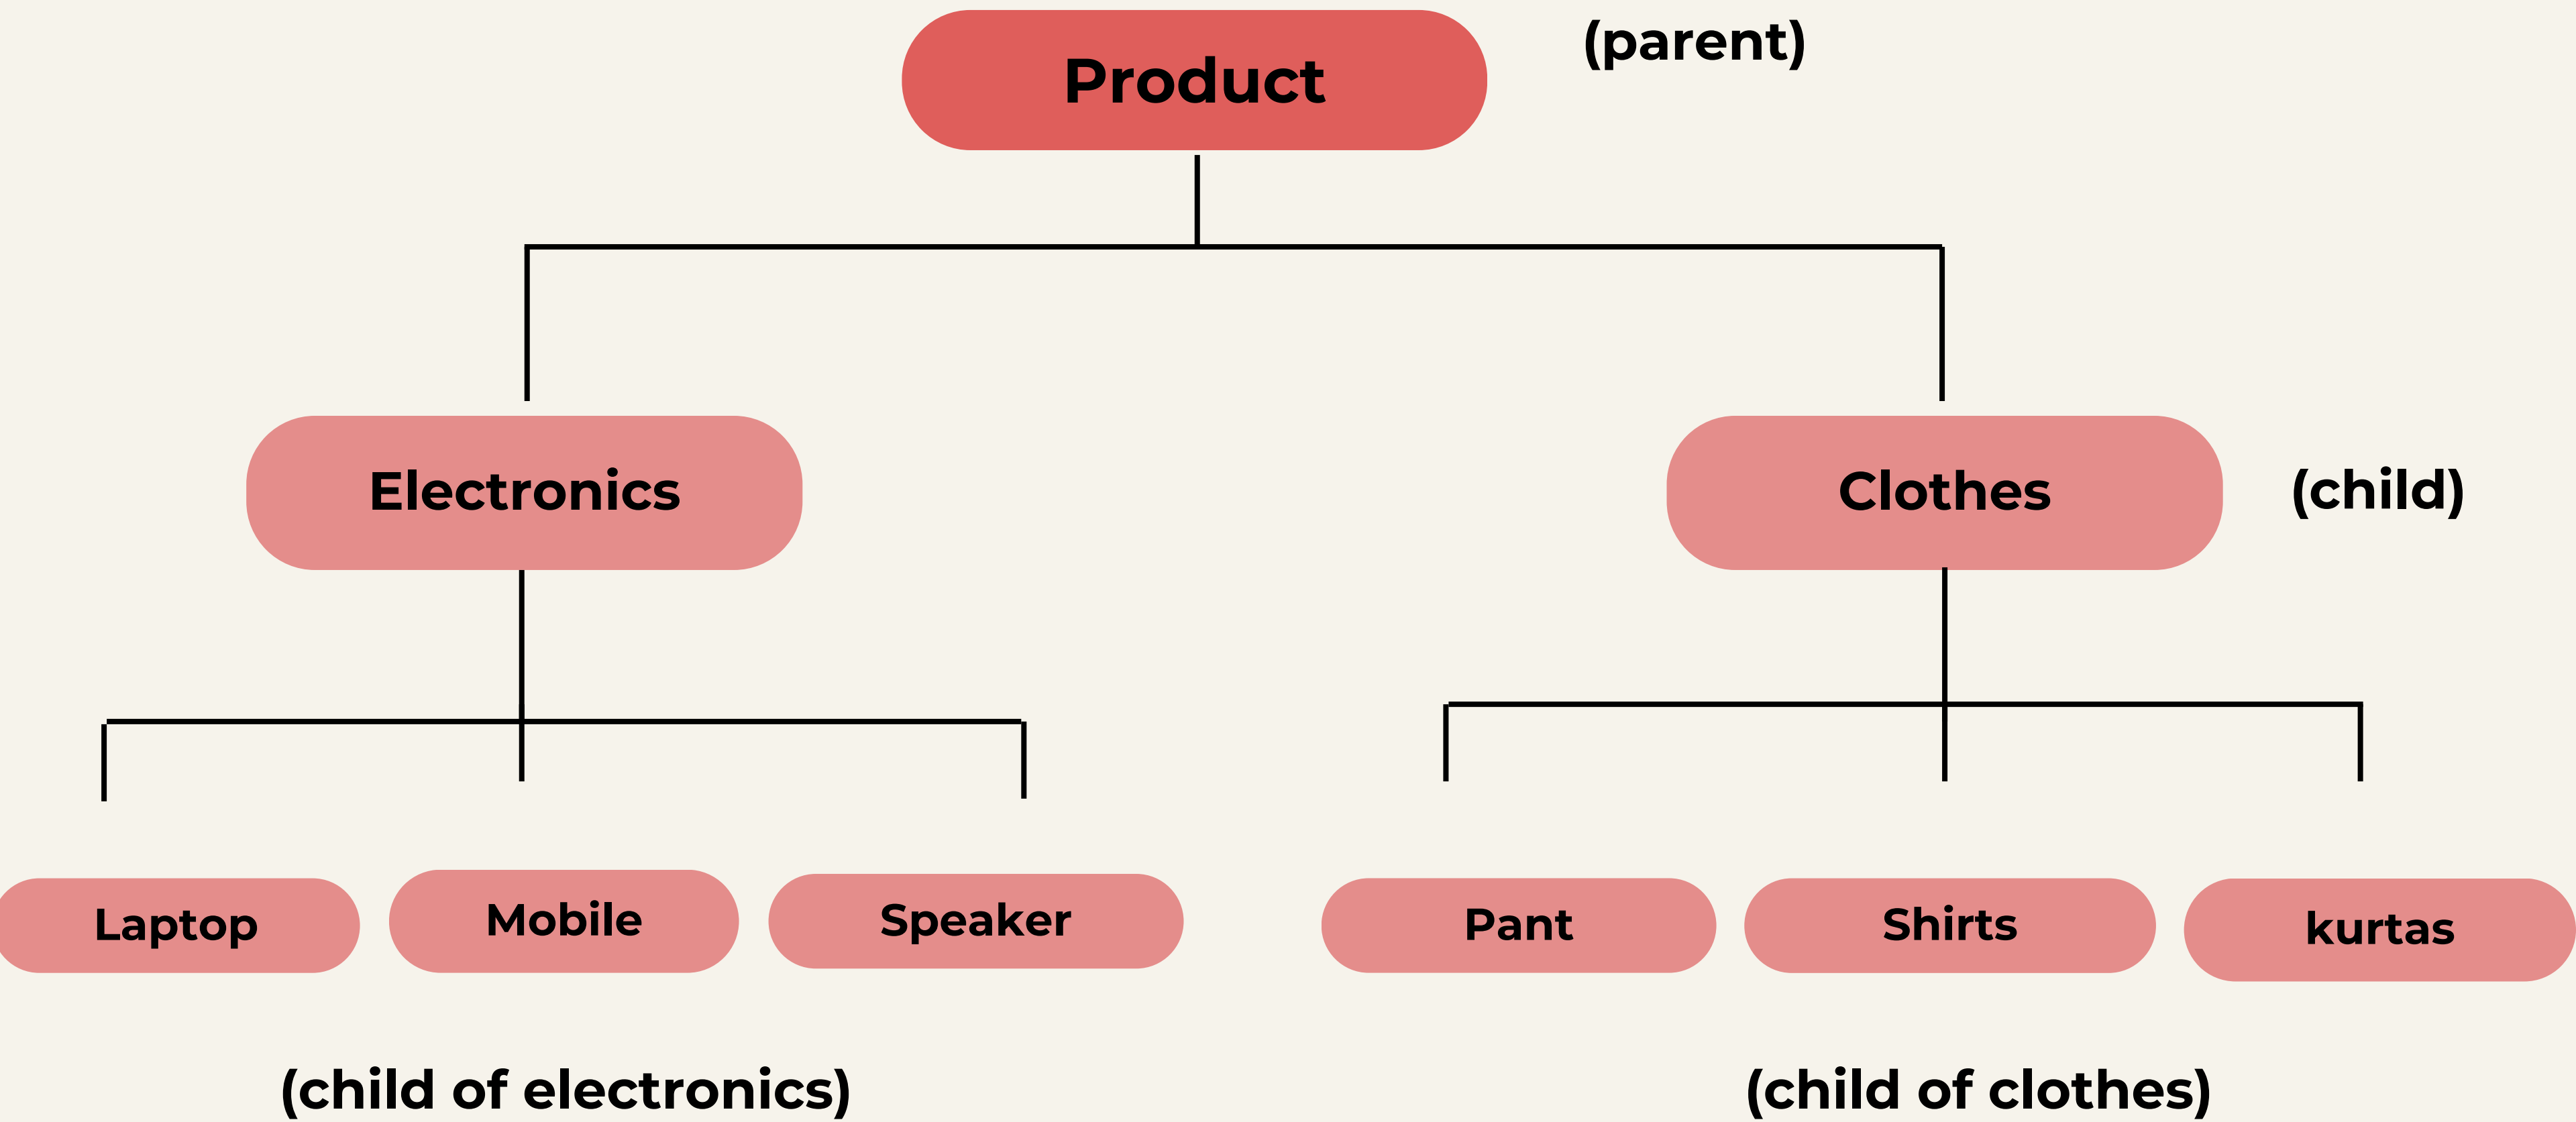 Product
(parent)
Electronics
Clothes
(child)
Laptop
Mobile
Speaker
Pant
Shirts
kurtas
(child of electronics)
(child of clothes)